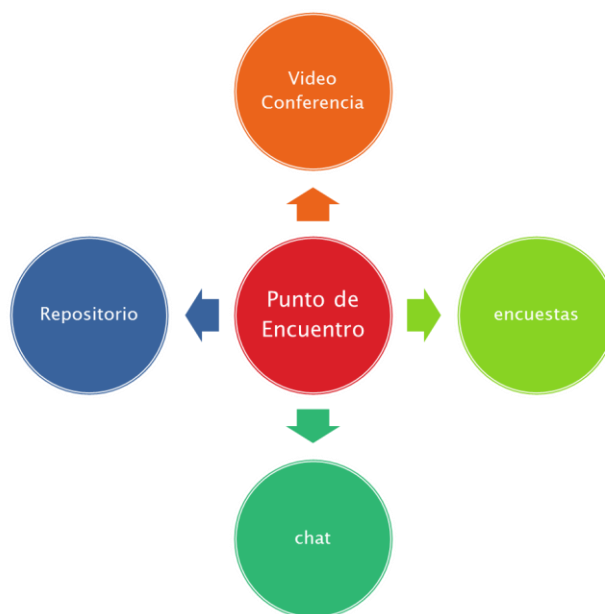 Video
Conferencia
Repositorio
Punto de
Encuentro
encuestas
chat